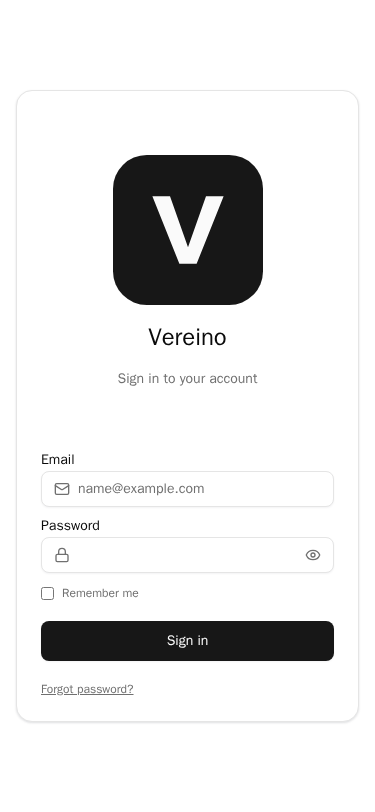 V
Vereino
Sign in to your account
Email
name@example.com
Password
Remember me
Sign in
Forgot password?